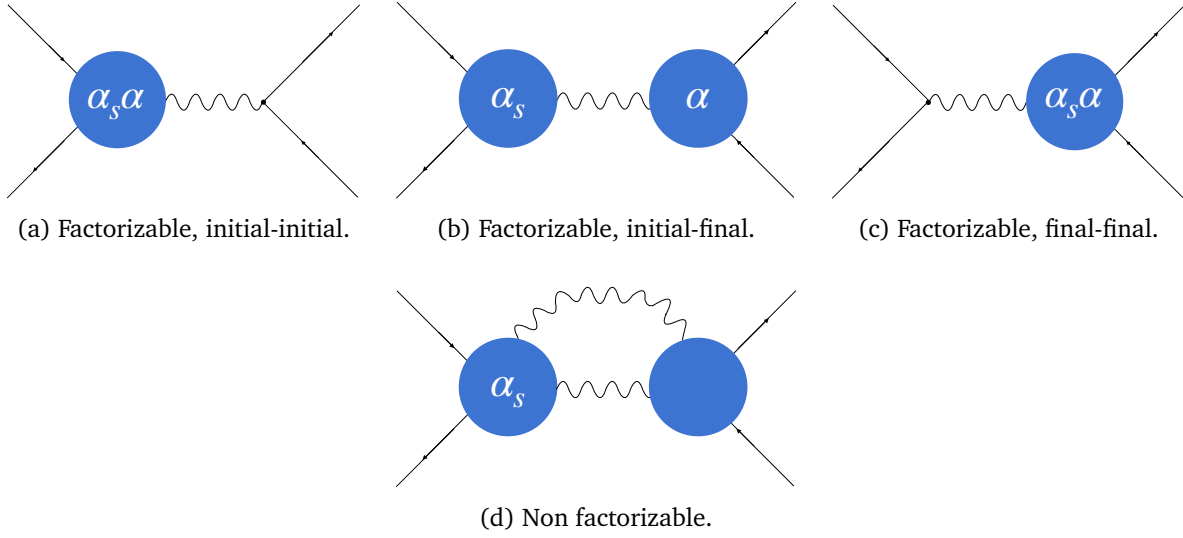 αₛα
αₛ
α
αₛα
(a) Factorizable, initial-initial.
(b) Factorizable, initial-final.
(c) Factorizable, final-final.
αₛ
(d) Non factorizable.